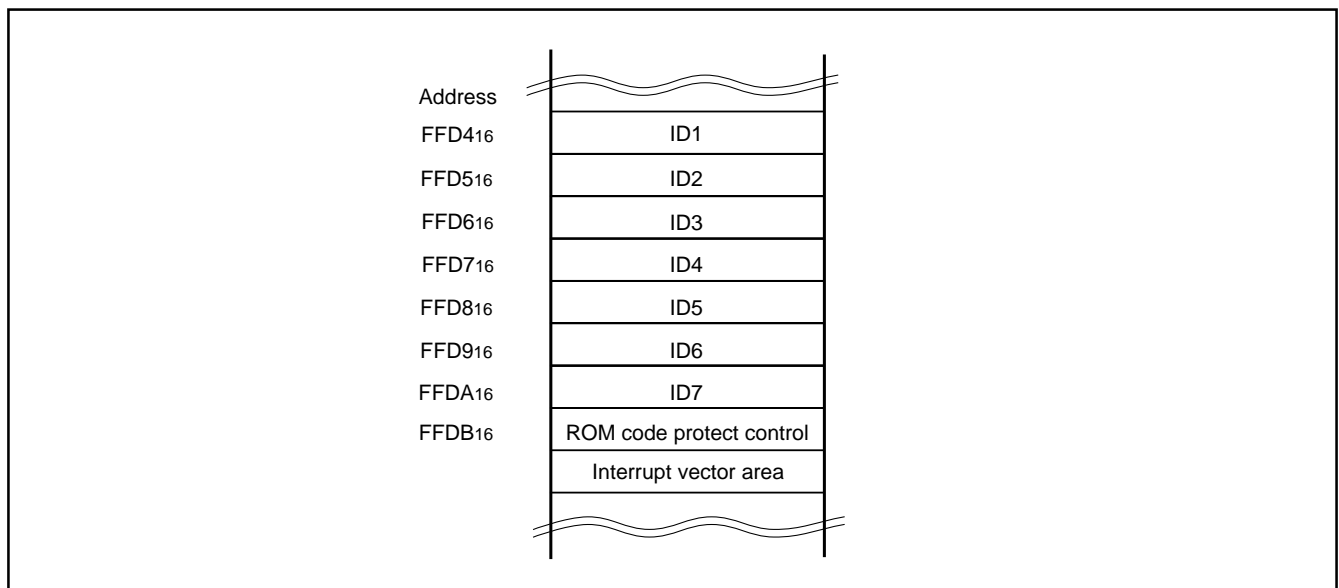 Address
FFD416 ID1
FFD516 ID2
FFD616 ID3
FFD716 ID4
FFD816 ID5
FFD916 ID6
FFDA16 ID7
FFDB16 ROM code protect control
Interrupt vector area